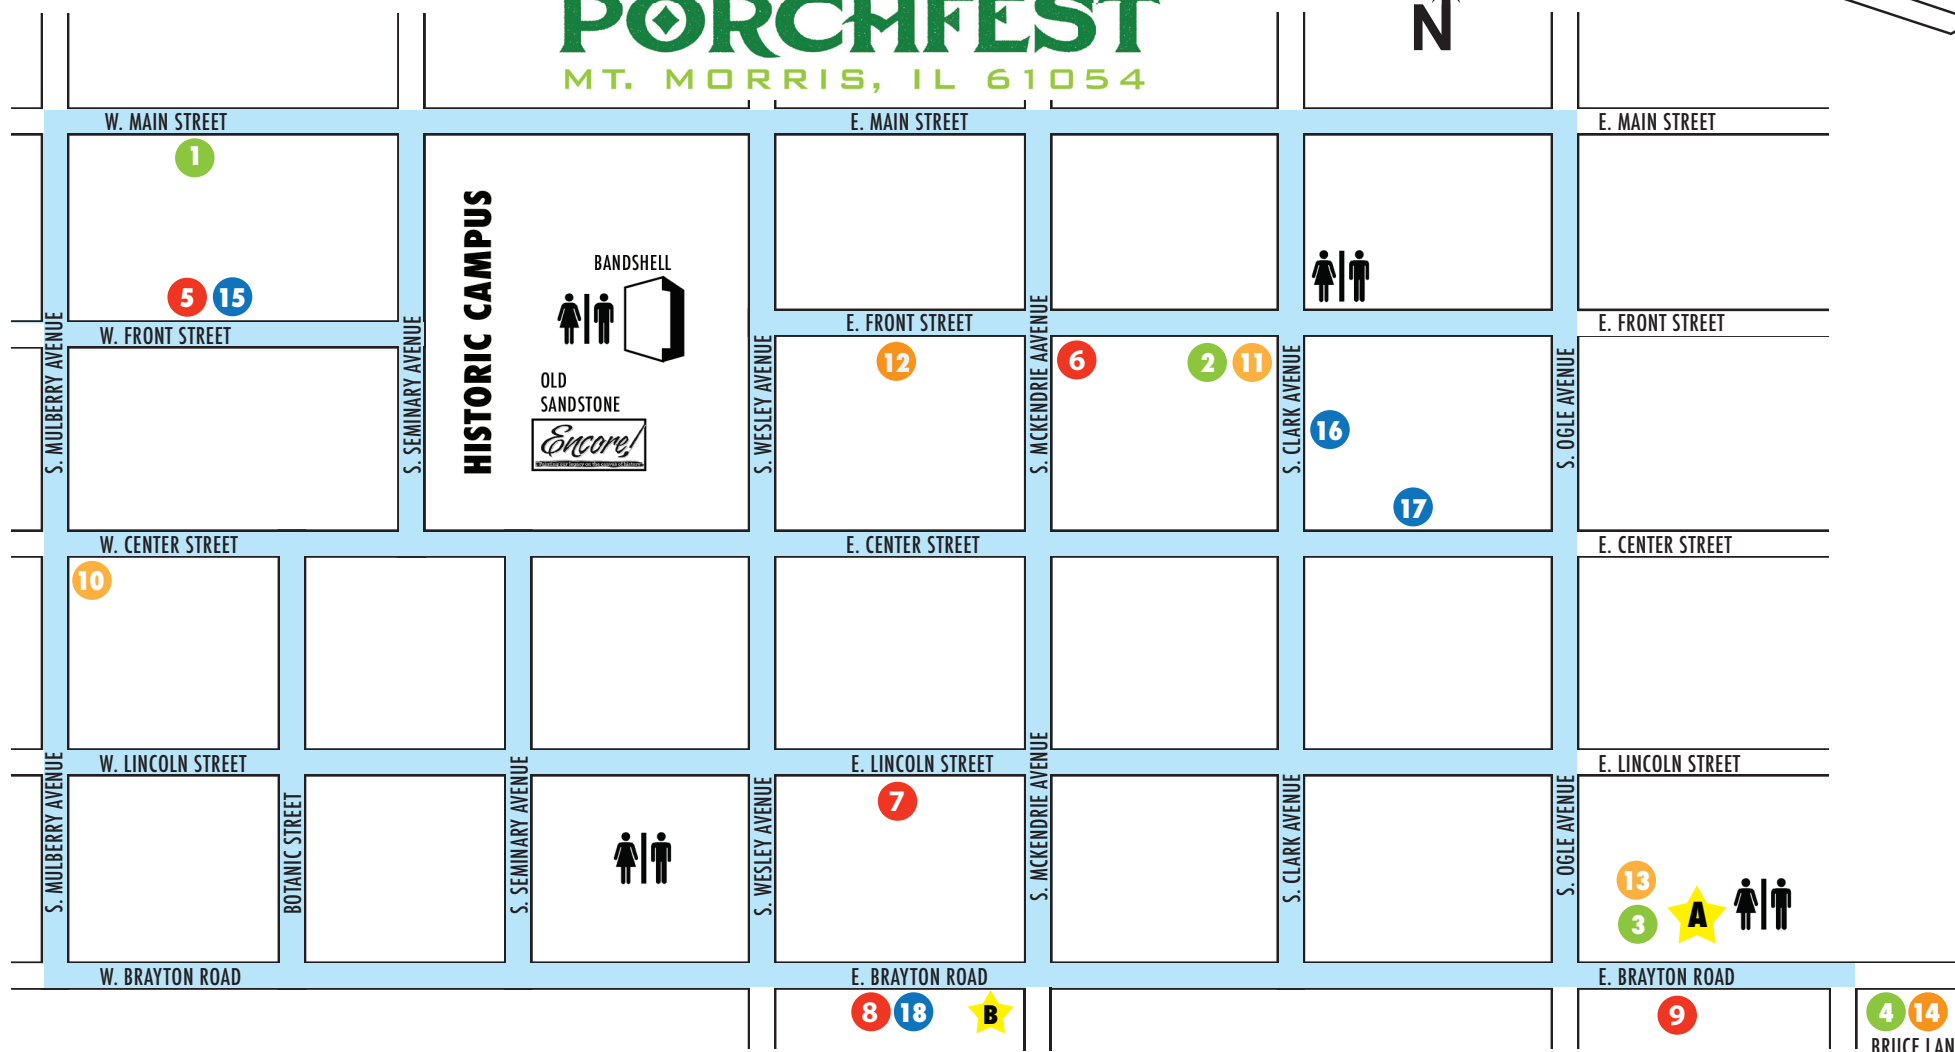 PORCHFEST
MT. MORRIS, IL 61054
N
W. MAIN STREET
E. MAIN STREET
E. MAIN STREET
1
HISTORIC CAMPUS
BANDSHELL
5
15
S. MULBERRY AVENUE
W. FRONT STREET
S. SEMINARY AVENUE
E. FRONT STREET
S. MCKENDRIE AAVENUE
E. FRONT STREET
OLD
SANDSTONE
Encore!
S. WESLEY AVENUE
12
6
2
11
S. CLARK AVENUE
16
17
S. OGLE AVENUE
W. CENTER STREET
E. CENTER STREET
E. CENTER STREET
10
W. LINCOLN STREET
E. LINCOLN STREET
E. LINCOLN STREET
S. MULBERRY AVENUE
BOTANIC STREET
S. SEMINARY AVENUE
S. WESLEY AVENUE
7
S. MCKENDRIE AVENUE
S. CLARK AVENUE
S. OGLE AVENUE
13
3
A
W. BRAYTON ROAD
E. BRAYTON ROAD
E. BRAYTON ROAD
8
18
B
9
4
14
BRUCE LAN